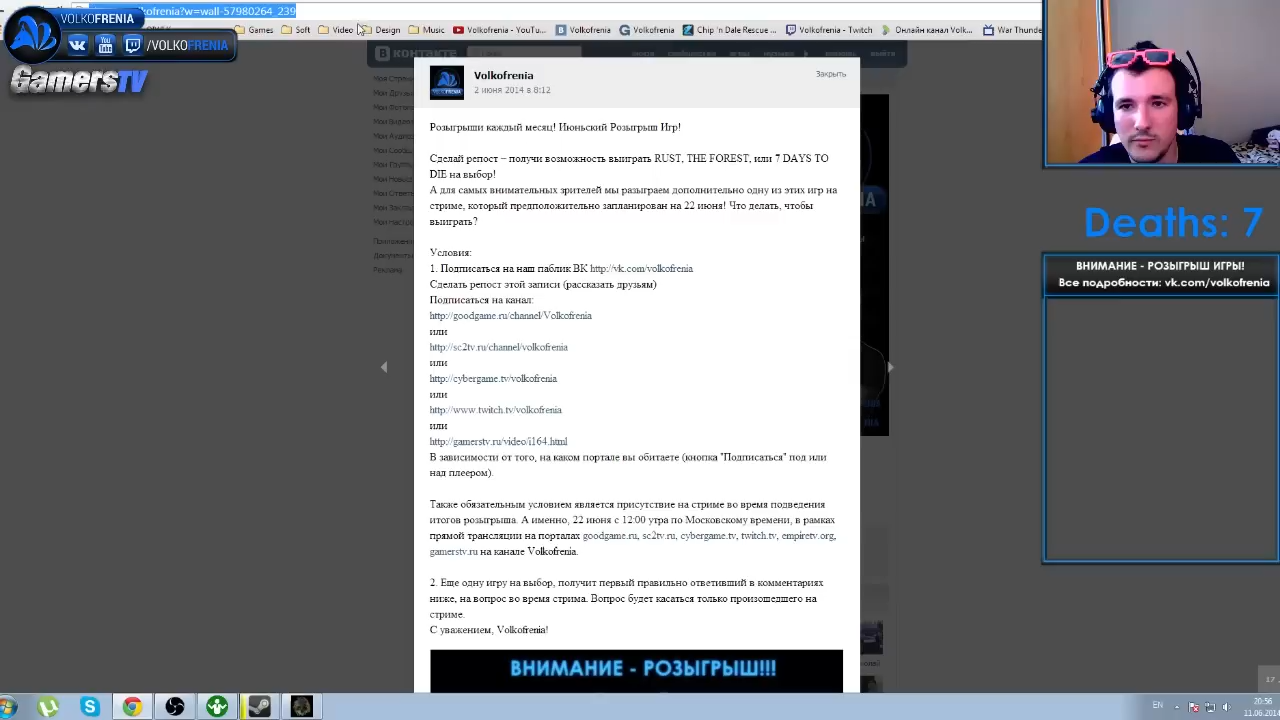 okofrenia?w=wall-57980264_239
VOLKOFRENIA
/VOLKOFRENIA
GamersTV
Games
Soft
Video
Design
Music
Volkofrenia - YouT...
Volkofrenia
Volkofrenia
Chip 'n Dale Rescue ...
Volkofrenia - Twitch
Онлайн канал Volk...
War Thunde
Volkofrenia
Закрыть
2 июня 2014 в 8:12
Розыгрыши каждый месяц! Июньский Розыгрыш Игр!
Сделай репост – получи возможность выиграть RUST, THE FOREST, или 7 DAYS TO
DIE на выбор!
А для самых внимательных зрителей мы разыграем дополнительно одну из этих игр на
стриме, который предположительно запланирован на 22 июня! Что делать, чтобы
выиграть?
Условия:
1. Подписаться на наш паблик ВК http://vk.com/volkofrenia
Сделать репост этой записи (рассказать друзьям)
Подписаться на канал:
http://goodgame.ru/channel/Volkofrenia
или
http://sc2tv.ru/channel/volkofrenia
или
http://cybergame.tv/volkofrenia
или
http://www.twitch.tv/volkofrenia
или
http://gamerstv.ru/video/i164.html
В зависимости от того, на каком портале вы обитаете (кнопка "Подписаться" под или
над плеером).
Также обязательным условием является присутствие на стриме во время подведения
итогов розыгрыша. А именно, 22 июня с 12:00 утра по Московскому времени, в рамках
прямой трансляции на порталах goodgame.ru, sc2tv.ru, cybergame.tv, twitch.tv, empiretv.org,
gamerstv.ru на канале Volkofrenia.
2. Еще одну игру на выбор, получит первый правильно ответивший в комментариях
ниже, на вопрос во время стрима. Вопрос будет касаться только произошедшего на
стриме.
С уважением, Volkofrenia!
ВНИМАНИЕ - РОЗЫГРЫШ!!!
Deaths: 7
ВНИМАНИЕ - РОЗЫГРЫШ ИГРЫ!
Все подробности: vk.com/volkofrenia
EN
20:56
11.06.2014